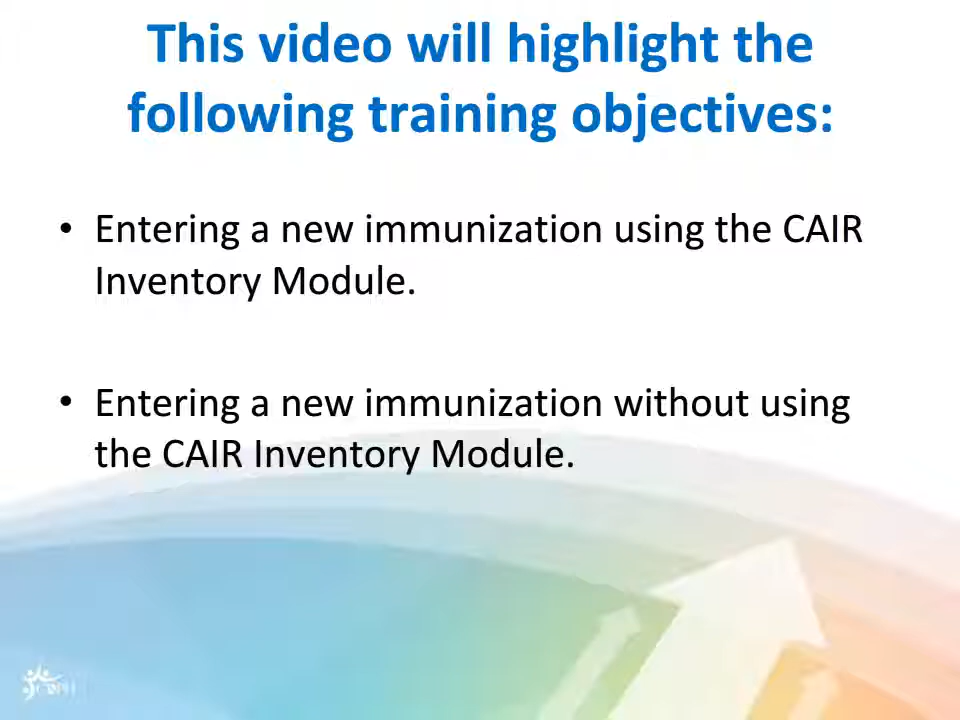 This video will highlight the
following training objectives:
• Entering a new immunization using the CAIR
Inventory Module.
• Entering a new immunization without using
the CAIR Inventory Module.